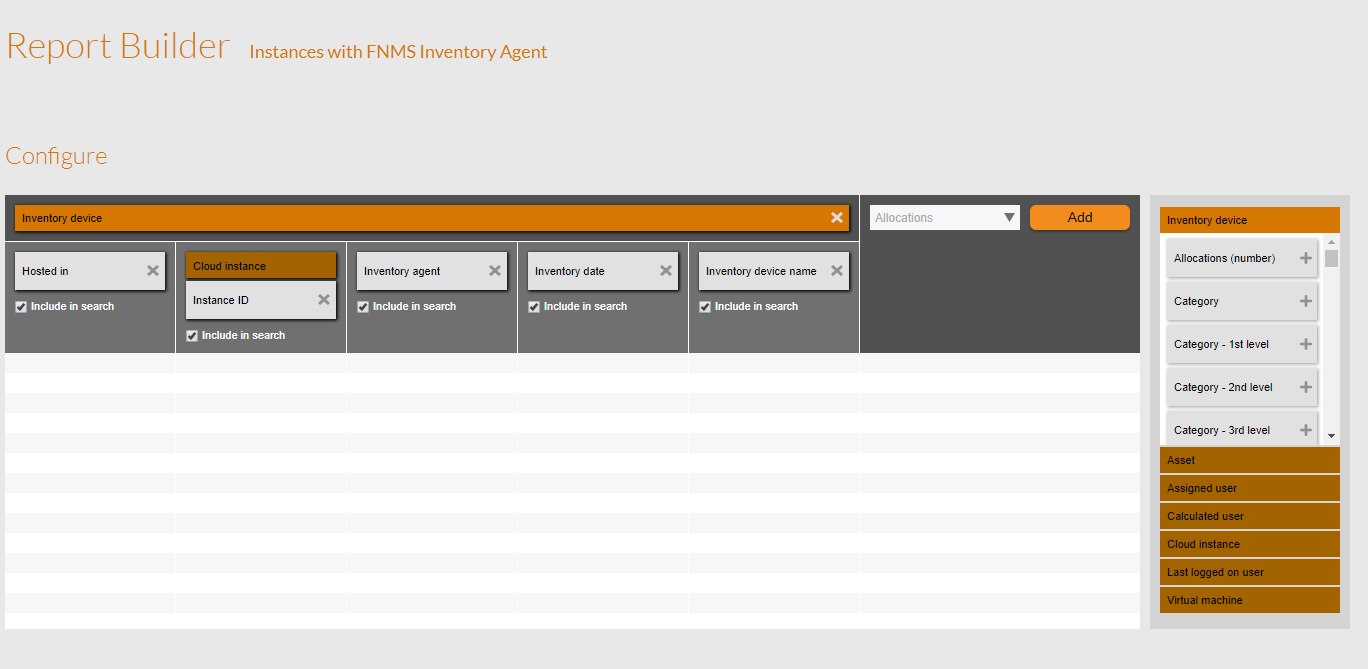 Report Builder Instances with FNMS Inventory Agent
Configure
Inventory device
Allocations
Add
Hosted in
Include in search
Cloud instance
Instance ID
Include in search
Inventory agent
Include in search
Inventory date
Include in search
Inventory device name
Include in search
Inventory device
Allocations (number)
Category
Category - 1st level
Category - 2nd level
Category - 3rd level
Asset
Assigned user
Calculated user
Cloud instance
Last logged on user
Virtual machine